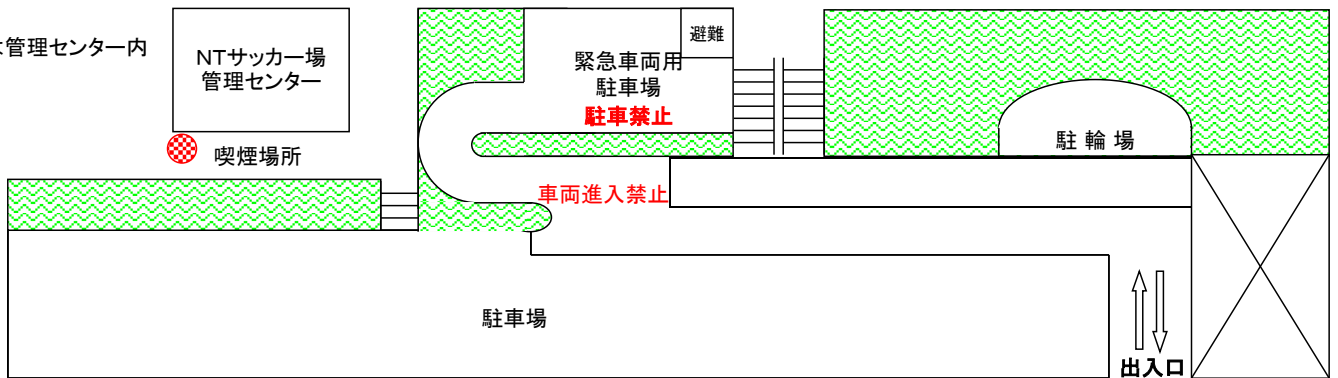 管理センター内
NTサッカー場
管理センター
喫煙場所
避難
緊急車両用
駐車場
駐車禁止
駐輪場
車両進入禁止
駐車場
出入口